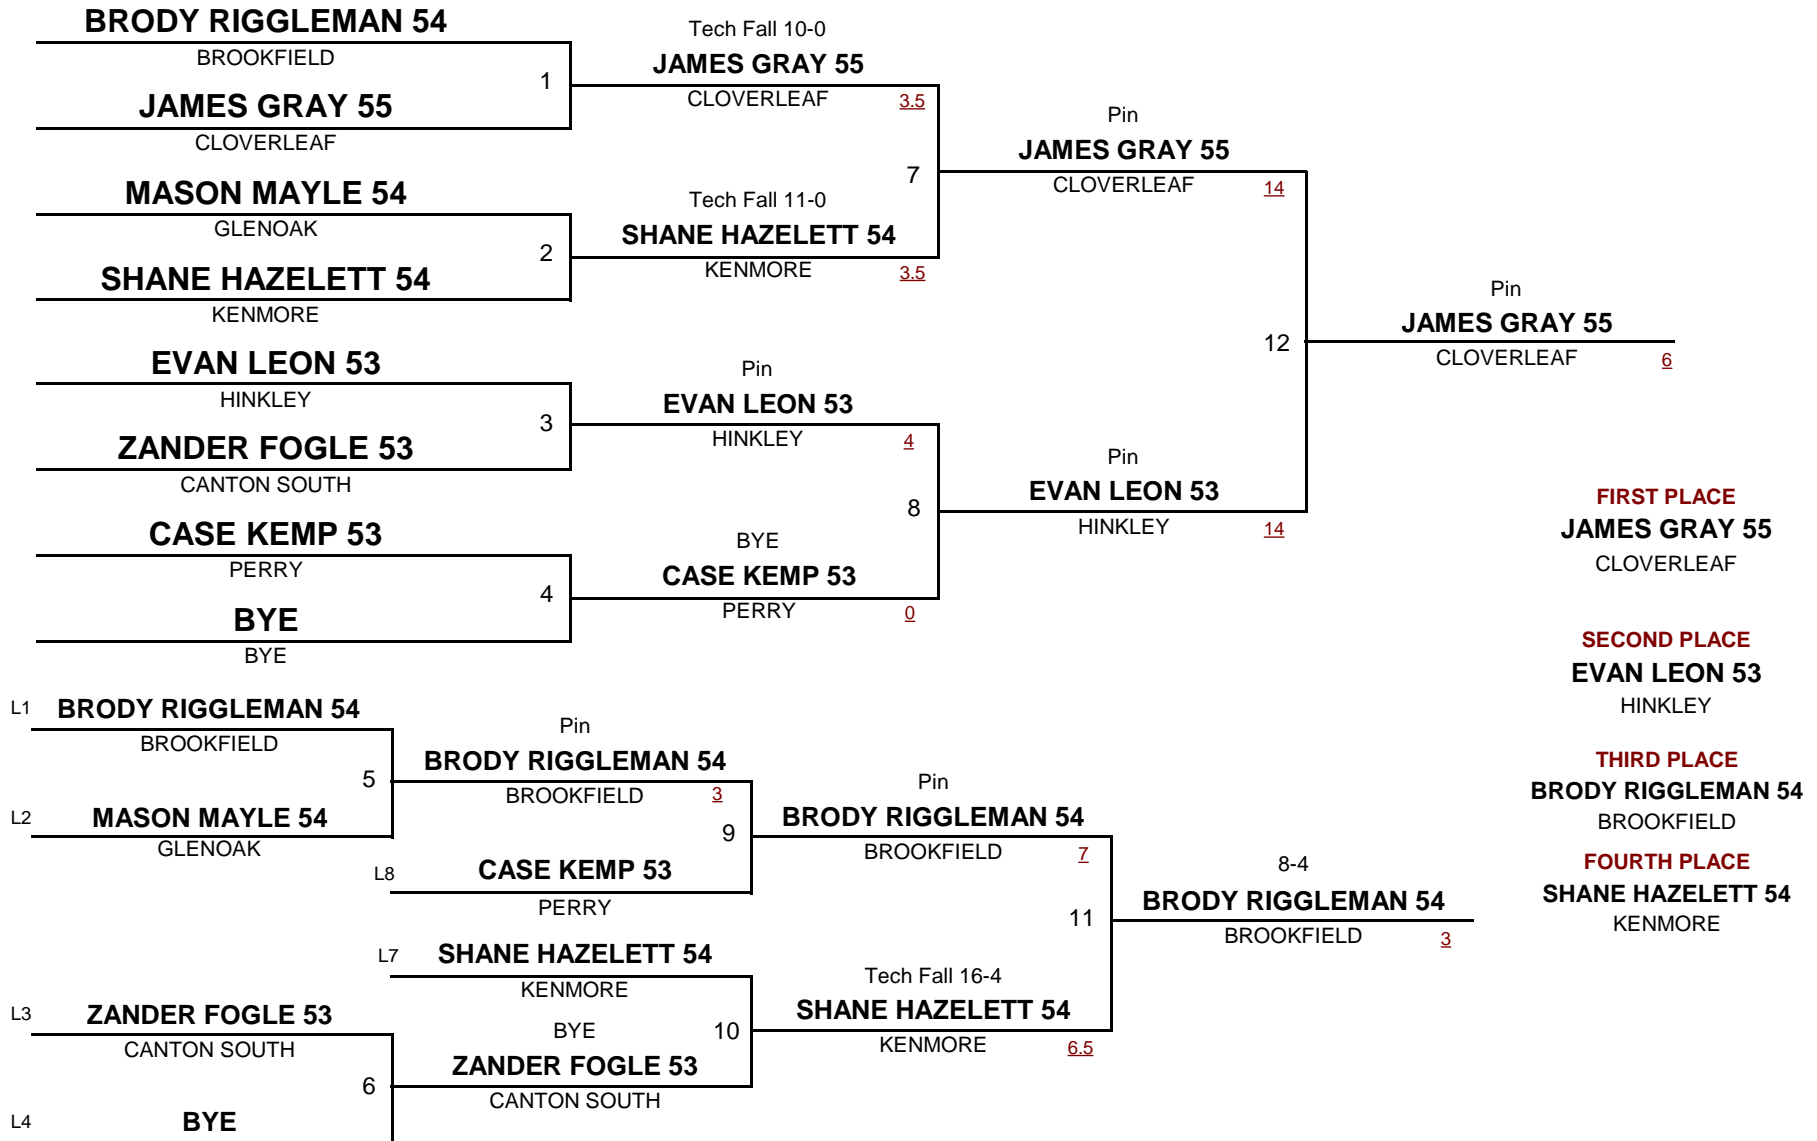 BRODY RIGGLEMAN 54
BROOKFIELD
1
JAMES GRAY 55
CLOVERLEAF
Tech Fall 10-0
JAMES GRAY 55
CLOVERLEAF
3.5
MASON MAYLE 54
GLENOAK
2
SHANE HAZELETT 54
KENMORE
Tech Fall 11-0
SHANE HAZELETT 54
KENMORE
3.5
7
Pin
JAMES GRAY 55
CLOVERLEAF
14
EVAN LEON 53
HINKLEY
3
ZANDER FOGLE 53
CANTON SOUTH
Pin
EVAN LEON 53
HINKLEY
4
CASE KEMP 53
PERRY
4
BYE
BYE
BYE
CASE KEMP 53
PERRY
0
8
Pin
EVAN LEON 53
HINKLEY
14
12
Pin
JAMES GRAY 55
CLOVERLEAF
6
FIRST PLACE
JAMES GRAY 55
CLOVERLEAF
SECOND PLACE
EVAN LEON 53
HINKLEY
THIRD PLACE
BRODY RIGGLEMAN 54
BROOKFIELD
FOURTH PLACE
SHANE HAZELETT 54
KENMORE
L1
BRODY RIGGLEMAN 54
BROOKFIELD
5
L2
MASON MAYLE 54
GLENOAK
Pin
BRODY RIGGLEMAN 54
BROOKFIELD
3
9
L8
CASE KEMP 53
PERRY
Pin
BRODY RIGGLEMAN 54
BROOKFIELD
7
L7
SHANE HAZELETT 54
KENMORE
10
L3
ZANDER FOGLE 53
CANTON SOUTH
6
L4
BYE
BYE
ZANDER FOGLE 53
CANTON SOUTH
Tech Fall 16-4
SHANE HAZELETT 54
KENMORE
6.5
11
8-4
BRODY RIGGLEMAN 54
BROOKFIELD
3